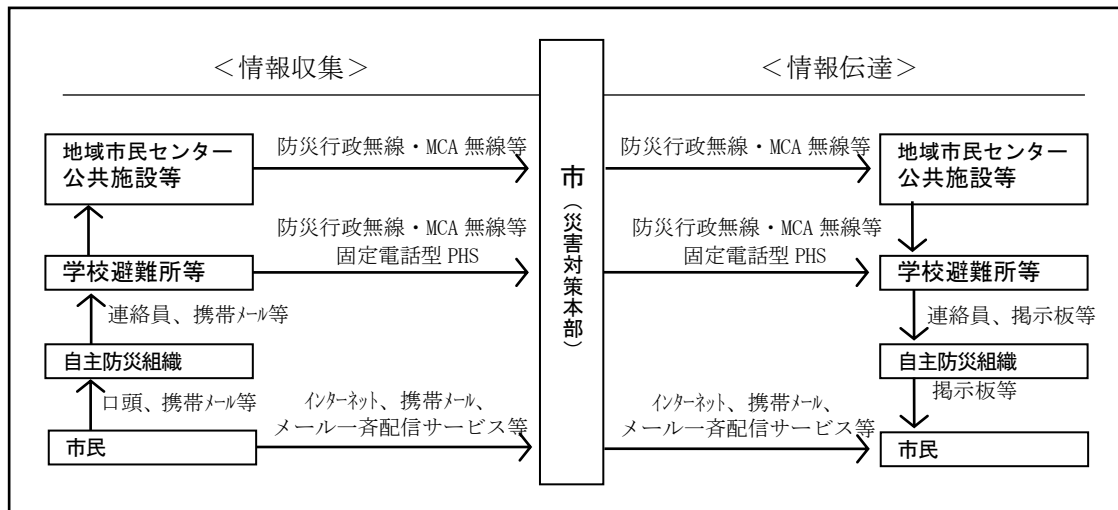 ＜情報収集＞
＜情報伝達＞
地域市民センター
公共施設等
防災行政無線・MCA 無線等
防災行政無線・MCA 無線等
地域市民センター
公共施設等
市（災害対策本部）
防災行政無線・MCA 無線等
固定電話型 PHS
防災行政無線・MCA 無線等
固定電話型 PHS
学校避難所等
学校避難所等
連絡員、携帯ﾒｰﾙ等
連絡員、掲示板等
自主防災組織
自主防災組織
口頭、携帯ﾒｰﾙ等
掲示板等
ｲﾝﾀｰﾈｯﾄ、携帯ﾒｰﾙ、
メール一斉配信サービス等
ｲﾝﾀｰﾈｯﾄ、携帯ﾒｰﾙ、
メール一斉配信サービス等
市民
市民